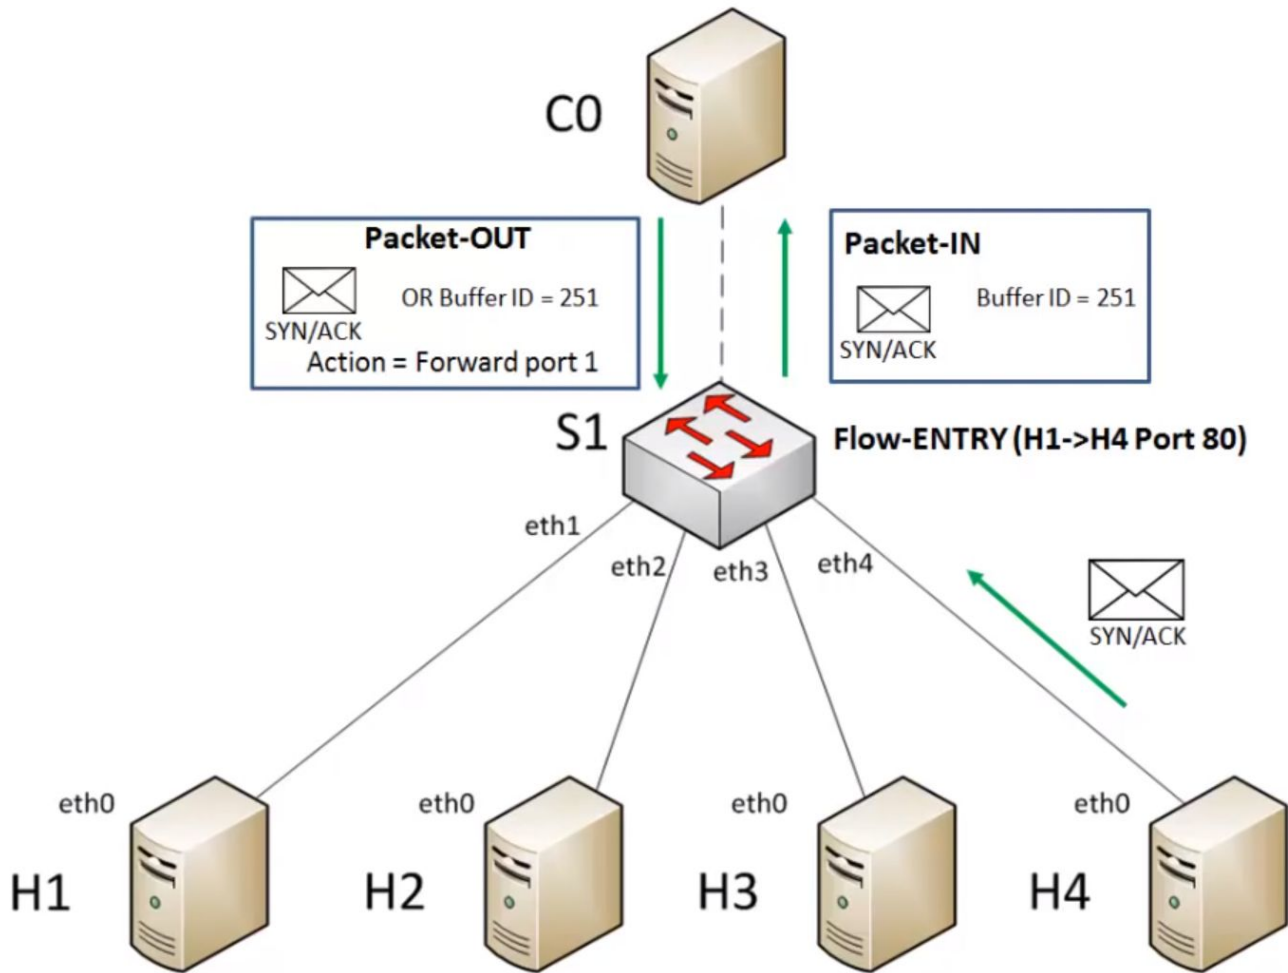 C0
Packet-OUT
OR Buffer ID = 251
SYN/ACK
Action = Forward port 1
Packet-IN
Buffer ID = 251
SYN/ACK
S1
Flow-ENTRY (H1->H4 Port 80)
eth1
eth2
eth3
eth4
SYN/ACK
eth0
eth0
eth0
eth0
H1
H2
H3
H4